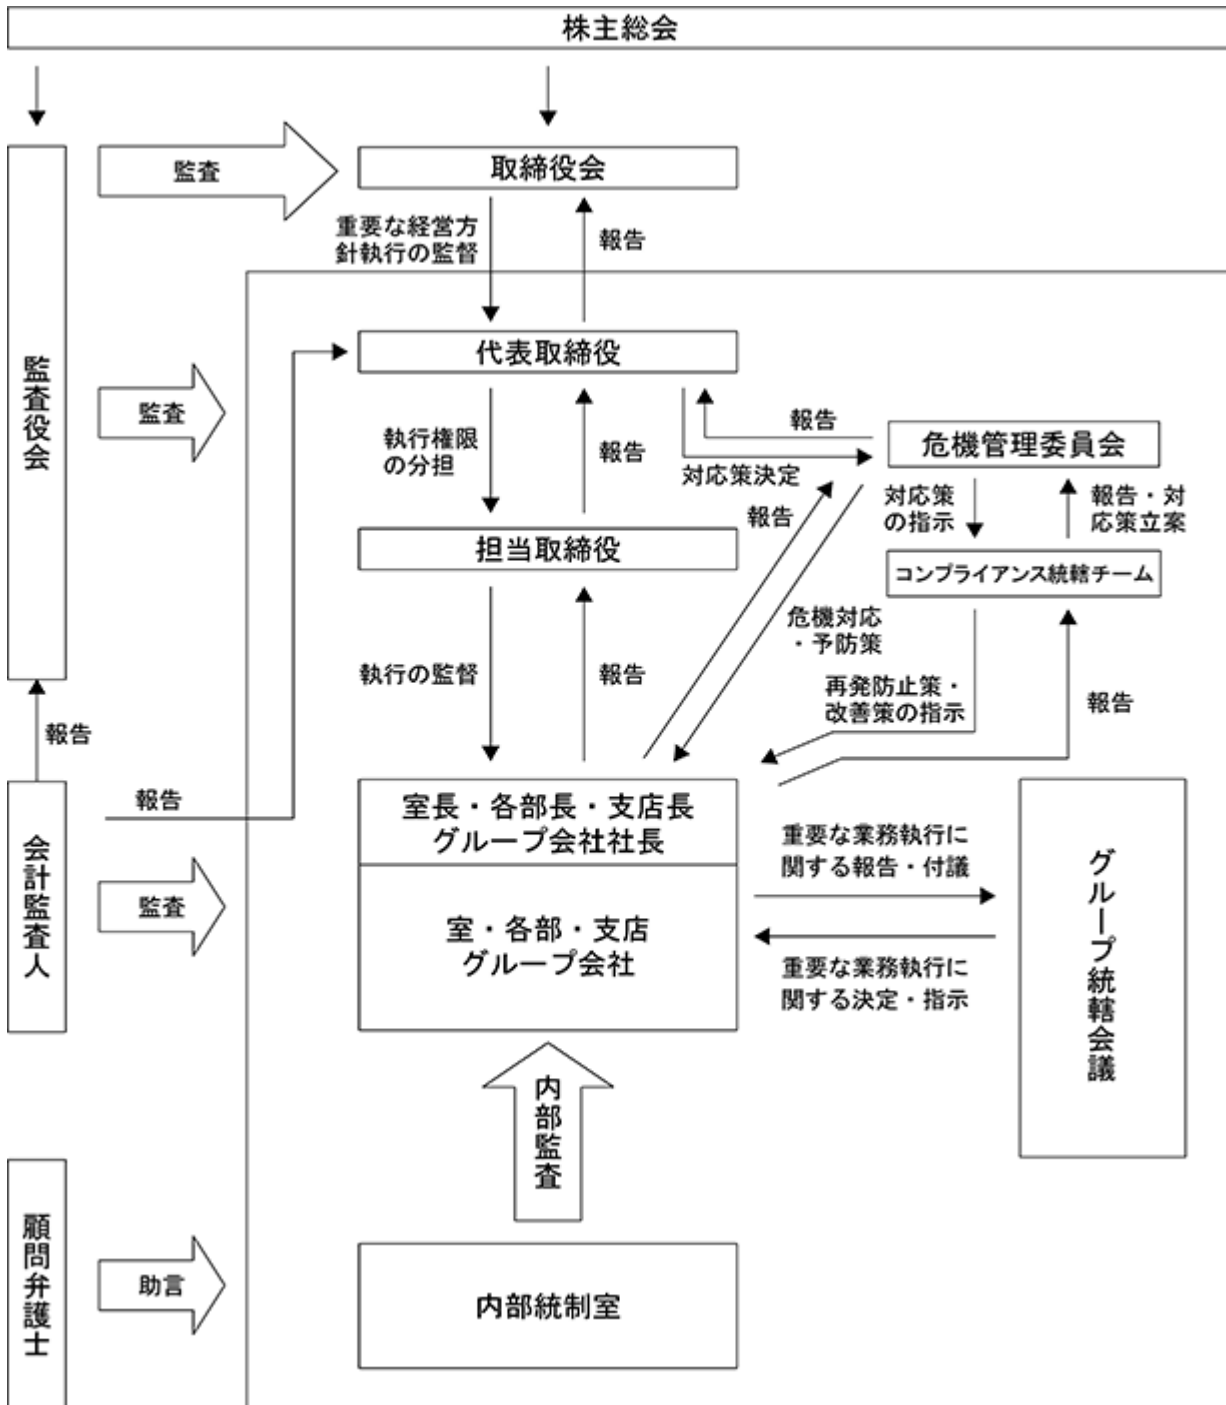 株主総会
監査
取締役会
重要な経営方
針執行の監督
報告
監査役会
代表取締役
監査
執行権限
の分担
報告
報告
対応策決定
危機管理委員会
報告
対応策
の指示
報告・対
応策立案
担当取締役
コンプライアンス統轄チーム
危機対応
・予防策
執行の監督
報告
再発防止策・
改善策の指示
報告
報告
報告
会計監査人
監査
室長・各部長・支店長
グループ会社社長
室・各部・支店
グループ会社
重要な業務執行に
関する報告・付議
重要な業務執行に
関する決定・指示
グループ統轄会議
内部監査
顧問弁護士
助言
内部統制室